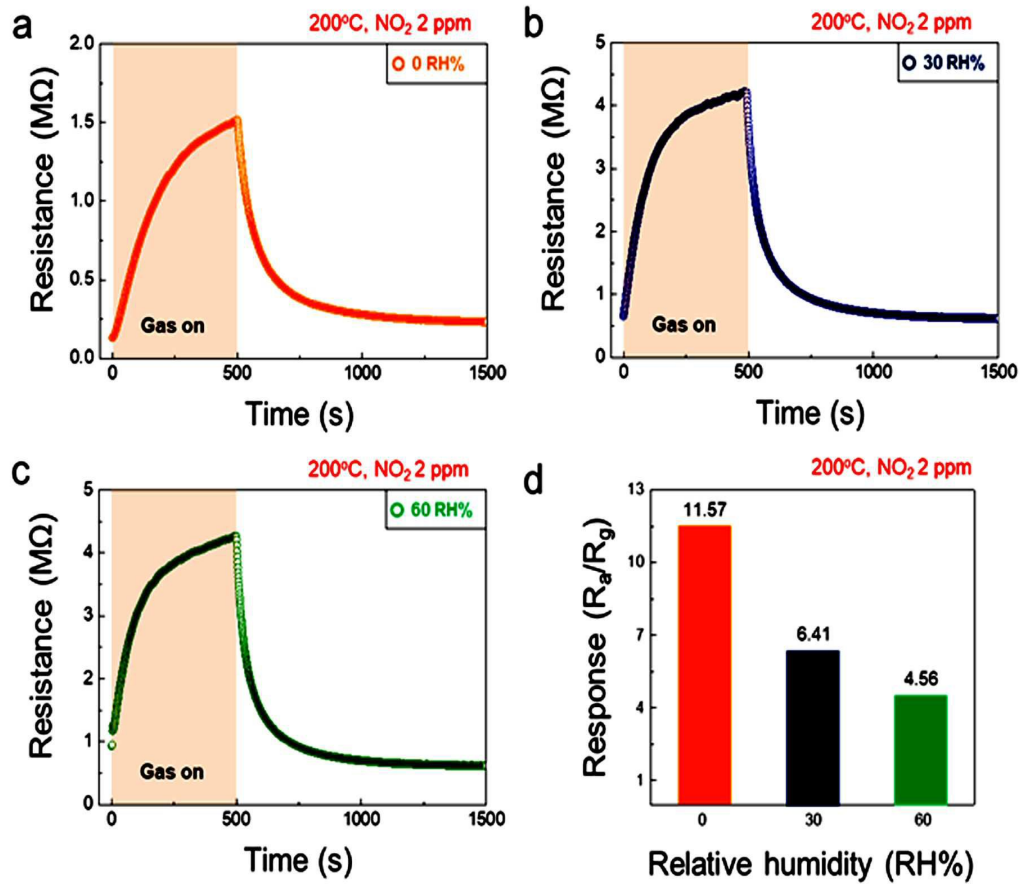 a
200°C, NO₂ 2 ppm
0 RH%
2.0
1.5
1.0
0.5
0.0
Resistance (MΩ)
Gas on
0
500
1000
1500
Time (s)
b
200°C, NO₂ 2 ppm
30 RH%
5
4
3
2
1
0
Resistance (MΩ)
Gas on
0
500
1000
1500
Time (s)
c
200°C, NO₂ 2 ppm
60 RH%
5
4
3
2
1
0
Resistance (MΩ)
Gas on
0
500
1000
1500
Time (s)
d
200°C, NO₂ 2 ppm
13
10
7
4
1
Response (Rₐ/R_g)
11.57
6.41
4.56
0
30
60
Relative humidity (RH%)